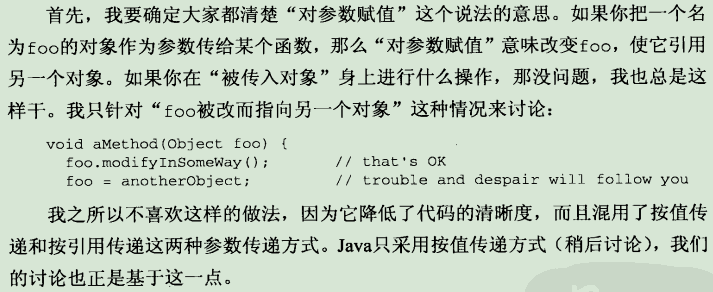 首先，我要确定大家都清楚“对参数赋值”这个说法的意思。如果你把一个名
为foo的对象作为参数传给某个函数，那么“对参数赋值”意味改变foo，使它引用
另一个对象。如果你在“被传入对象”身上进行什么操作，那没问题，我也总是这
样干。我只针对“foo被改而指向另一个对象”这种情况来讨论：
void aMethod(Object foo) {
foo.modifyInSomeWay(); // that's OK
foo = anotherObject; // trouble and despair will follow you
我之所以不喜欢这样的做法，因为它降低了代码的清晰度，而且混用了按值传
递和按引用传递这两种参数传递方式。Java只采用按值传递方式（稍后讨论），我们
的讨论也正是基于这一点。